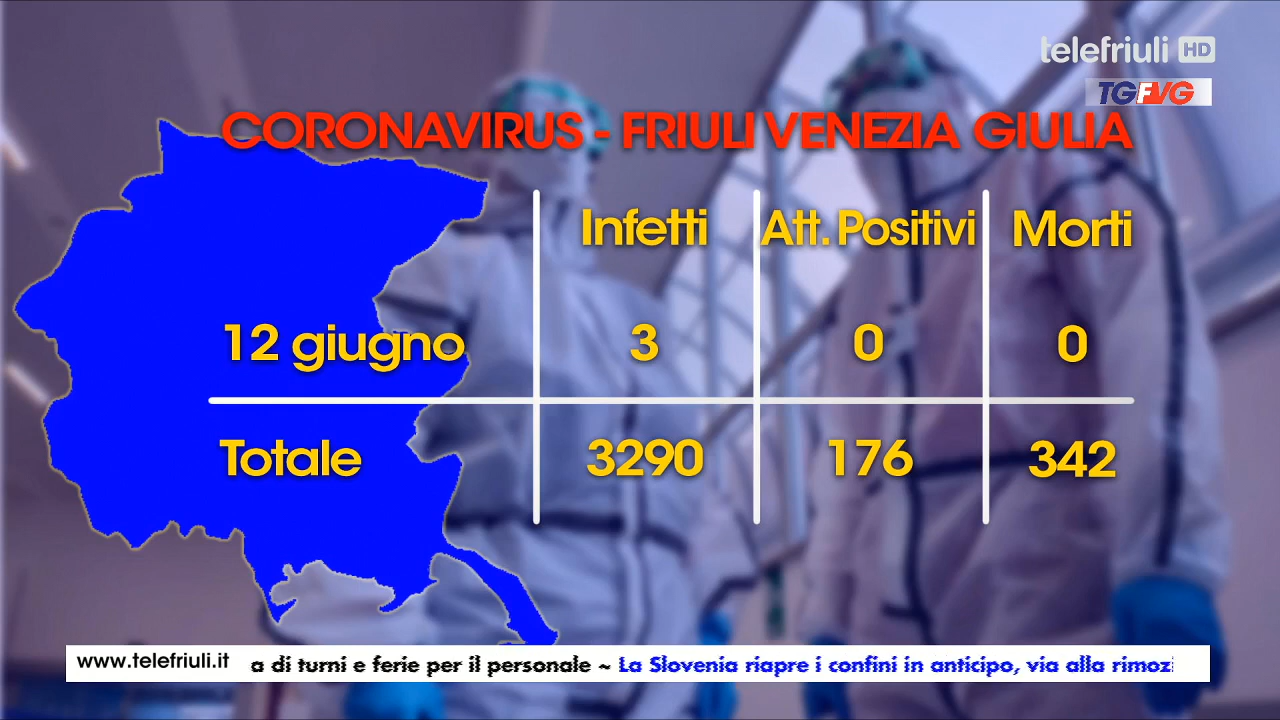 telefriuli HD
TGFVG
CORONAVIRUS - FRIULI VENEZIA GIULIA
Infetti Att. Positivi Morti
12 giugno 3 0 0
Totale 3290 176 342
www.telefriuli.it a di turni e ferie per il personale ~ La Slovenia riapre i confini in anticipo, via alla rimoz